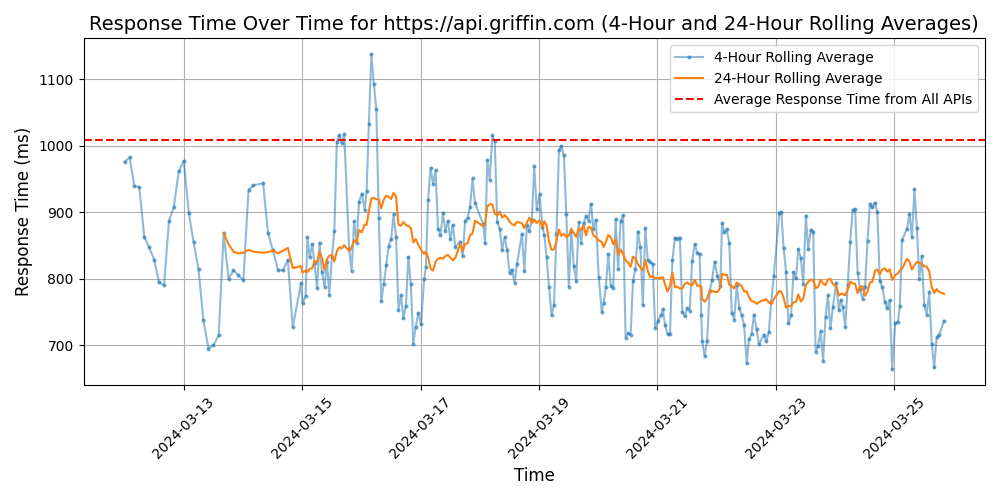 Response Time Over Time for https://api.griffin.com (4-Hour and 24-Hour Rolling Averages)
4-Hour Rolling Average
24-Hour Rolling Average
Average Response Time from All APIs
Response Time (ms)
1100
1000
900
800
700
2024-03-13
2024-03-15
2024-03-17
2024-03-19
2024-03-21
2024-03-23
2024-03-25
Time